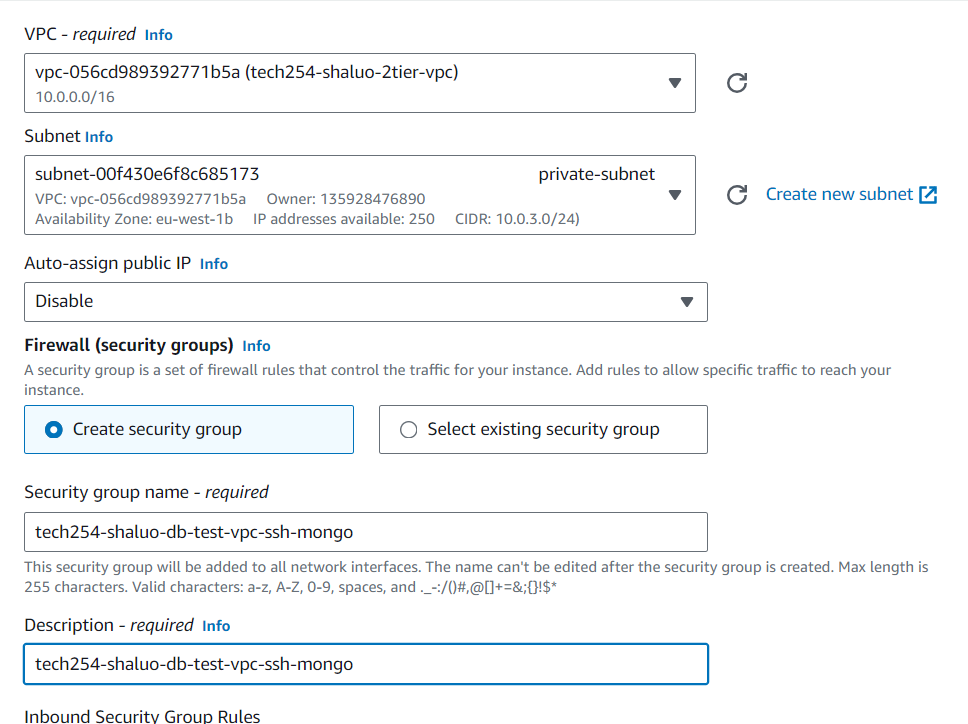 VPC - required Info
vpc-056cd989392771b5a (tech254-shaluo-2tier-vpc)
10.0.0.0/16
Subnet Info
subnet-00f430e6f8c685173 private-subnet
VPC: vpc-056cd989392771b5a Owner: 135928476890
Availability Zone: eu-west-1b IP addresses available: 250 CIDR: 10.0.3.0/24)
Create new subnet
Auto-assign public IP Info
Disable
Firewall (security groups) Info
A security group is a set of firewall rules that control the traffic for your instance. Add rules to allow specific traffic to reach your
instance.
Create security group Select existing security group
Security group name - required
tech254-shaluo-db-test-vpc-ssh-mongo
This security group will be added to all network interfaces. The name can't be edited after the security group is created. Max length is
255 characters. Valid characters: a-z, A-Z, 0-9, spaces, and ._-:/()#,@[]+=&;{}!$*
Description - required Info
tech254-shaluo-db-test-vpc-ssh-mongo
Inbound Security Group Rules